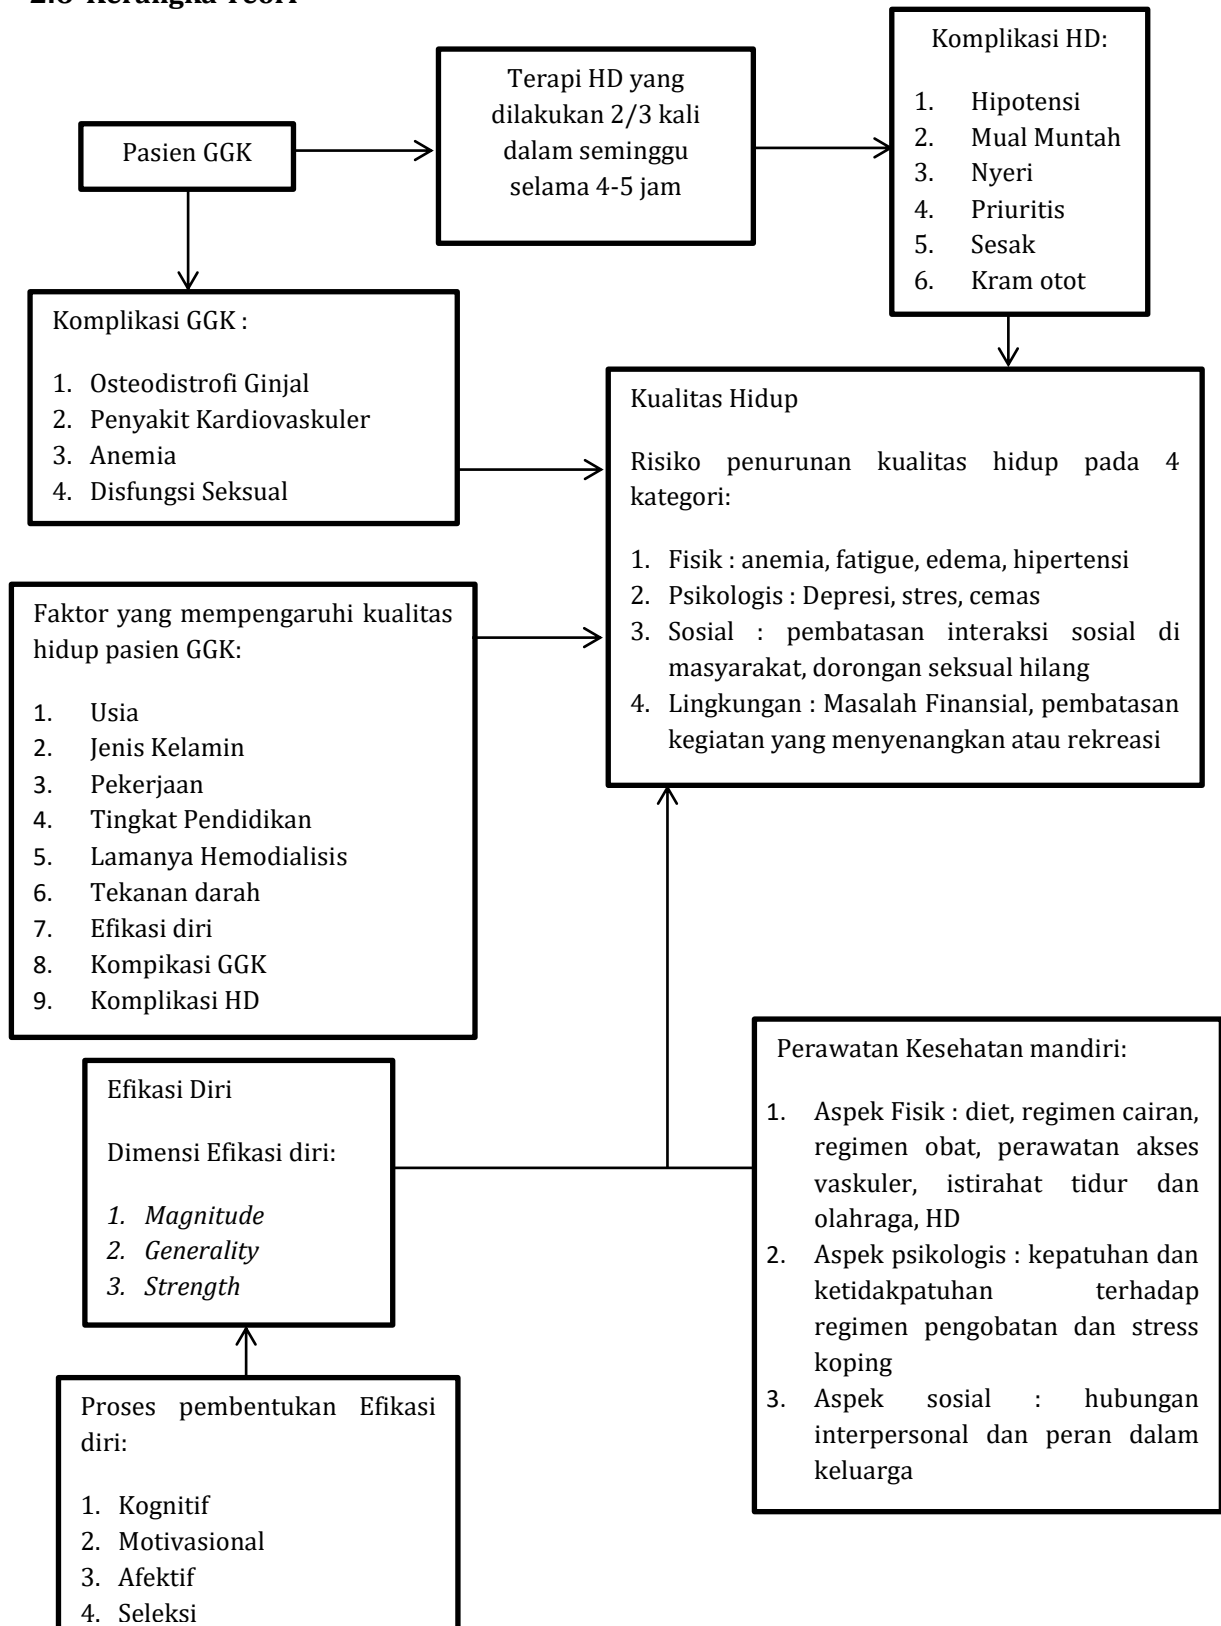 2.8 Kerangka Teori
Pasien GGK
Terapi HD yang
dilakukan 2/3 kali
dalam seminggu
selama 4-5 jam
Komplikasi HD:
1. Hipotensi
2. Mual Muntah
3. Nyeri
4. Priuritis
5. Sesak
6. Kram otot
Komplikasi GGK :
1. Osteodistrofi Ginjal
2. Penyakit Kardiovaskuler
3. Anemia
4. Disfungsi Seksual
Kualitas Hidup
Risiko penurunan kualitas hidup pada 4
kategori:
1. Fisik : anemia, fatigue, edema, hipertensi
2. Psikologis : Depresi, stres, cemas
3. Sosial : pembatasan interaksi sosial di
masyarakat, dorongan seksual hilang
4. Lingkungan : Masalah Finansial, pembatasan
kegiatan yang menyenangkan atau rekreasi
Faktor yang mempengaruhi kualitas
hidup pasien GGK:
1. Usia
2. Jenis Kelamin
3. Pekerjaan
4. Tingkat Pendidikan
5. Lamanya Hemodialisis
6. Tekanan darah
7. Efikasi diri
8. Kompikasi GGK
9. Komplikasi HD
Efikasi Diri
Dimensi Efikasi diri:
1. Magnitude
2. Generality
3. Strength
Perawatan Kesehatan mandiri:
1. Aspek Fisik : diet, regimen cairan,
regimen obat, perawatan akses
vaskuler, istirahat tidur dan
olahraga, HD
2. Aspek psikologis : kepatuhan dan
ketidakpatuhan terhadap
regimen pengobatan dan stress
koping
3. Aspek sosial : hubungan
interpersonal dan peran dalam
keluarga
Proses pembentukan Efikasi
diri:
1. Kognitif
2. Motivasional
3. Afektif
4. Seleksi